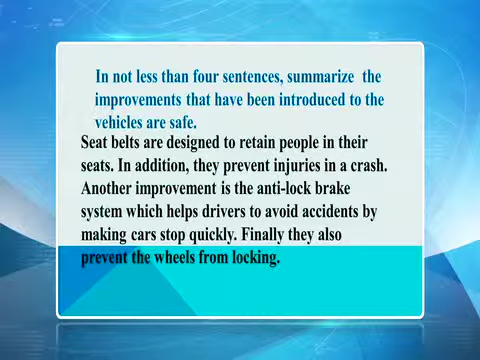 In not less than four sentences, summarize the
improvements that have been introduced to the
vehicles are safe.
Seat belts are designed to retain people in their
seats. In addition, they prevent injuries in a crash.
Another improvement is the anti-lock brake
system which helps drivers to avoid accidents by
making cars stop quickly. Finally they also
prevent the wheels from locking.